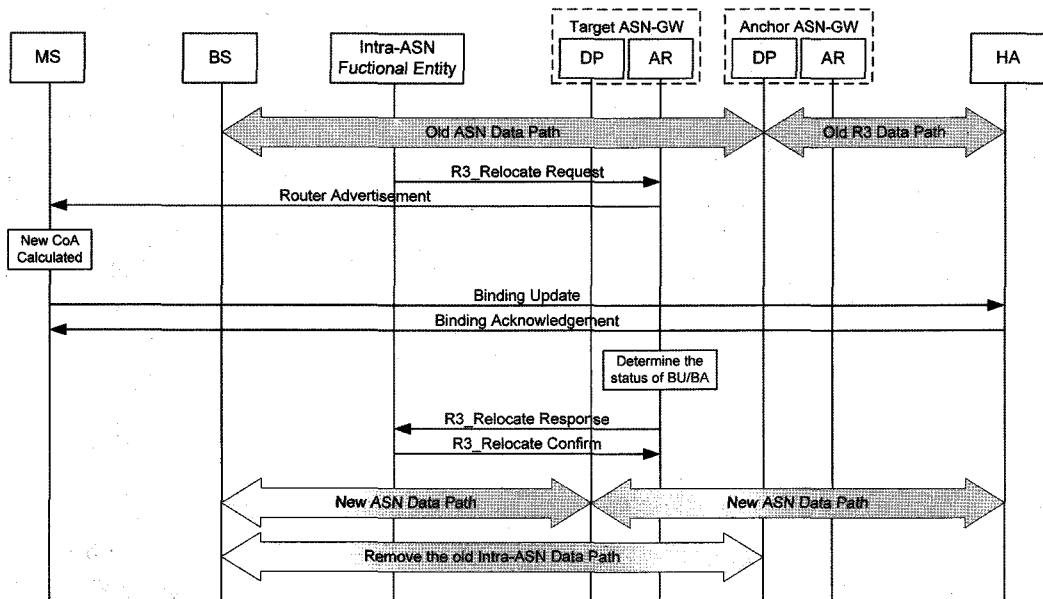 Target ASN-GW
Anchor ASN-GW
MS
BS
Intra-ASN
Fuctional Entity
DP
AR
DP
AR
HA
Old ASN Data Path
Old R3 Data Path
R3_Relocate Request
Router Advertisement
New CoA
Calculated
Binding Update
Binding Acknowledgement
Determine the
status of BU/BA
R3_Relocate Response
R3_Relocate Confirm
New ASN Data Path
New ASN Data Path
Remove the old Intra-ASN Data Path